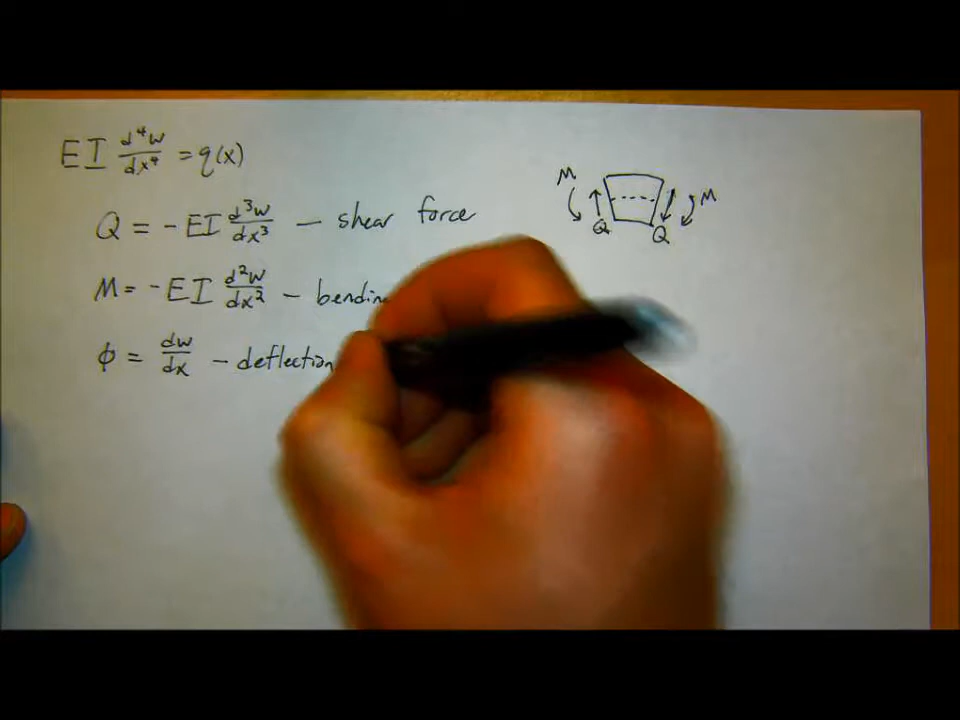 EI d⁴w/dx⁴ = q(x)
Q = -EI d³w/dx³ — shear force
M = -EI d²w/dx² — bendin
ϕ = dw/dx — deflection
M M
Q Q